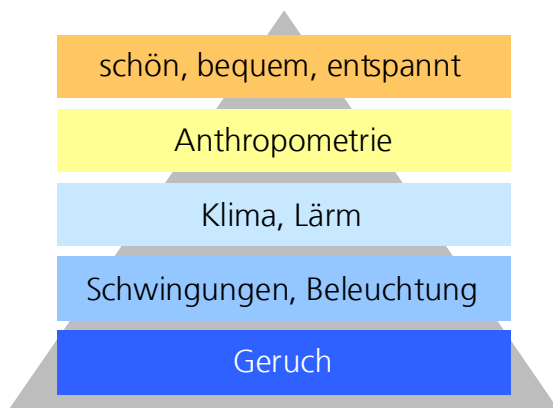 schön, bequem, entspannt
Anthropometrie
Klima, Lärm
Schwingungen, Beleuchtung
Geruch